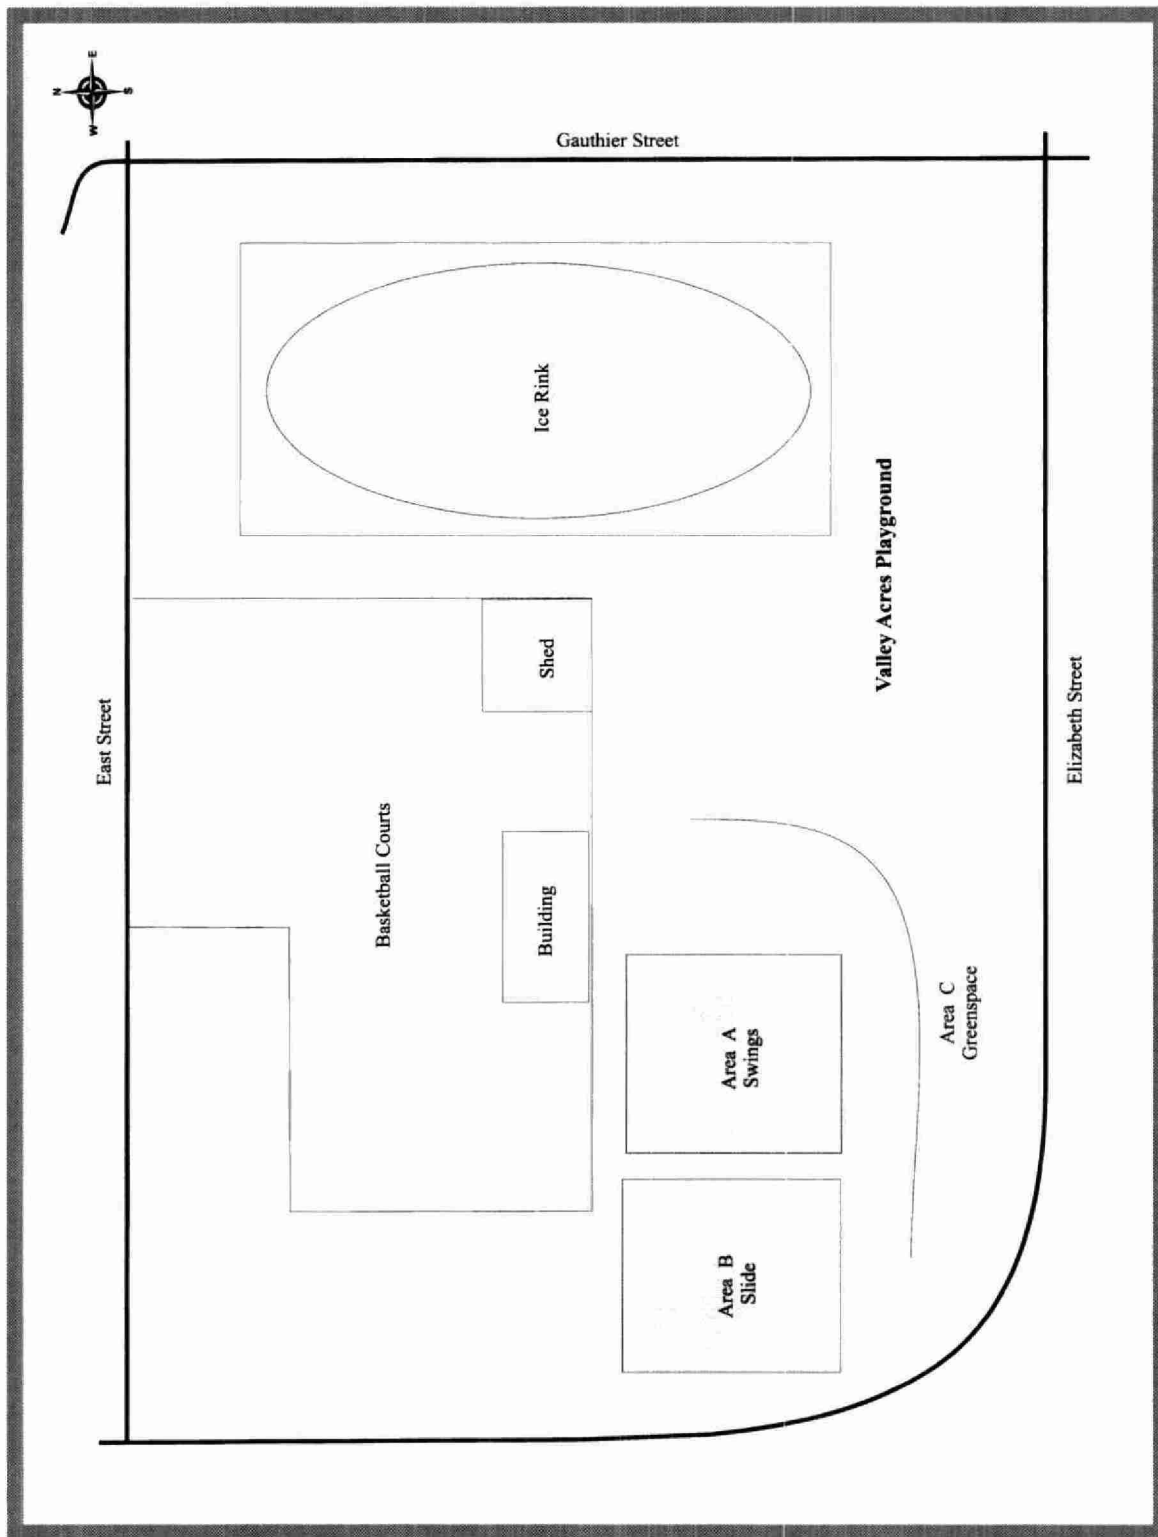 N
E
S
W
Gauthier Street
East Street
Ice Rink
Shed
Basketball Courts
Building
Valley Acres Playground
Elizabeth Street
Area A
Swings
Area B
Slide
Area C
Greenspace